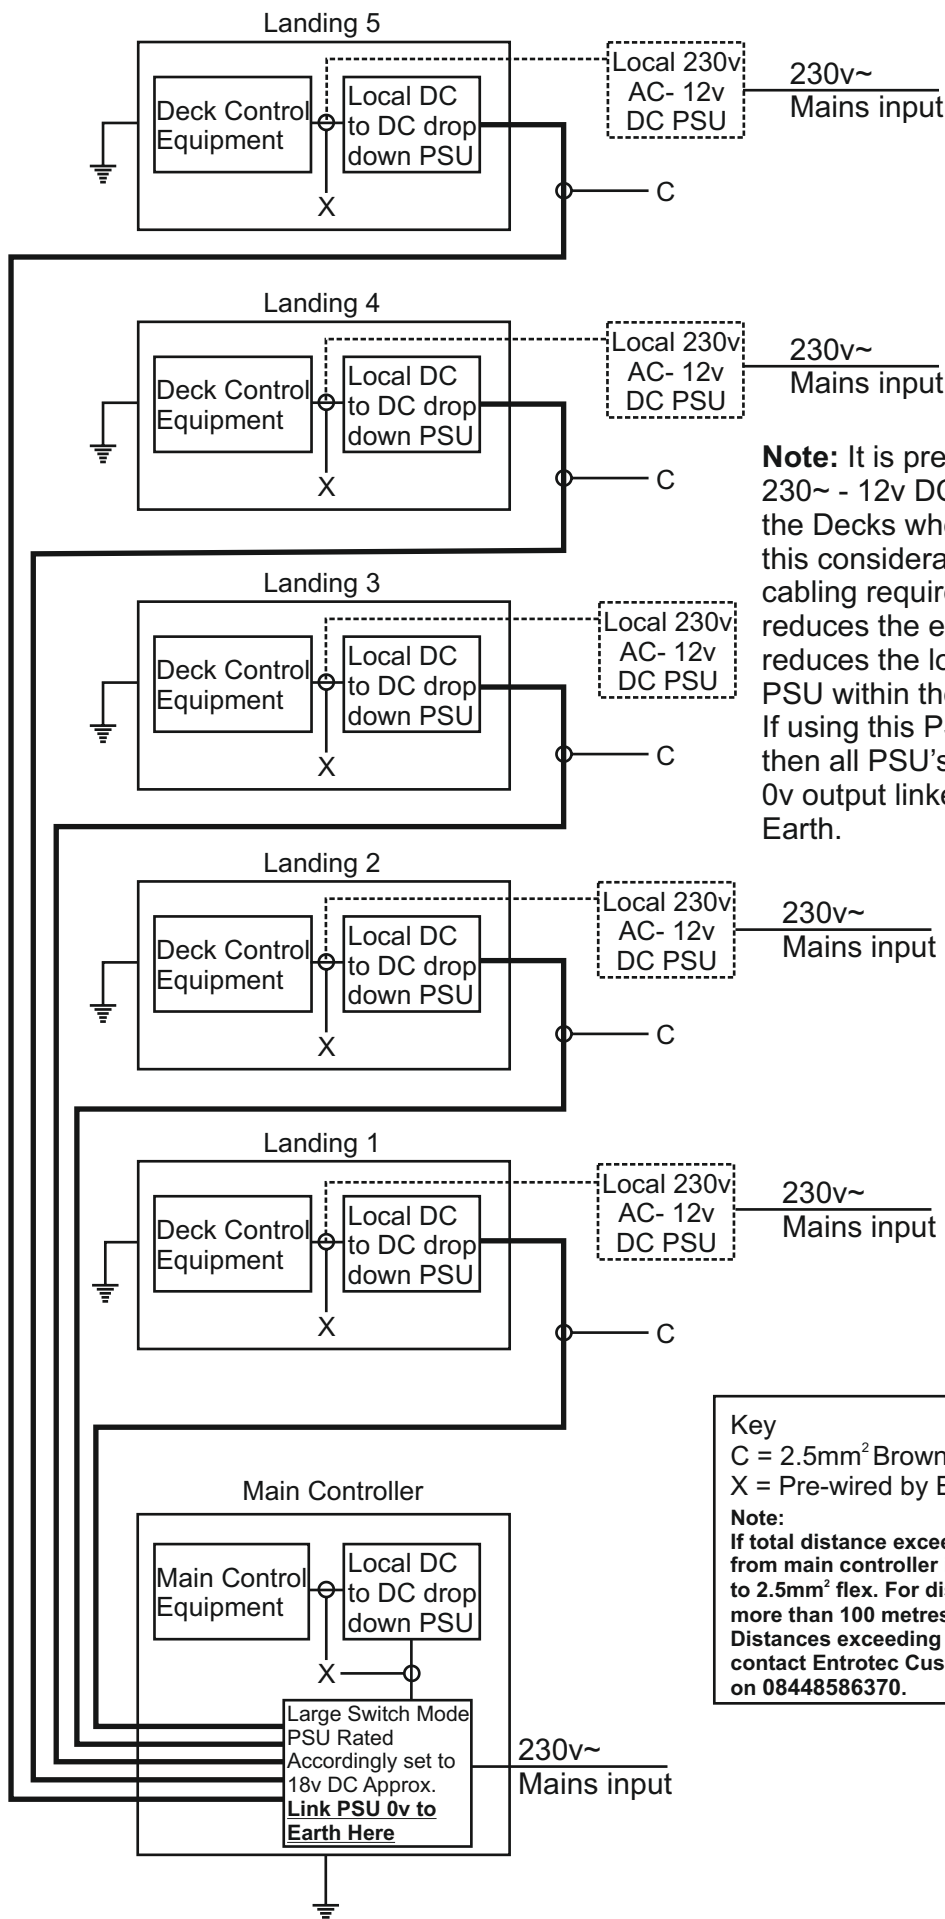 Landing 5
Deck Control
Equipment
Local DC
to DC drop
down PSU
X
Local 230v
AC- 12v
DC PSU
230v~
Mains input
C
Landing 4
Deck Control
Equipment
Local DC
to DC drop
down PSU
X
Local 230v
AC- 12v
DC PSU
230v~
Mains input
C
Note: It is pre
230~ - 12v DC
the Decks whe
this considera
cabling require
reduces the e
reduces the lo
PSU within the
If using this P
then all PSU's
0v output linke
Earth.
Landing 3
Deck Control
Equipment
Local DC
to DC drop
down PSU
X
Local 230v
AC- 12v
DC PSU
C
Landing 2
Deck Control
Equipment
Local DC
to DC drop
down PSU
X
Local 230v
AC- 12v
DC PSU
230v~
Mains input
C
Landing 1
Deck Control
Equipment
Local DC
to DC drop
down PSU
X
Local 230v
AC- 12v
DC PSU
230v~
Mains input
C
Key
C = 2.5mm² Brown
X = Pre-wired by E
Note:
If total distance excee
from main controller
to 2.5mm² flex. For dis
more than 100 metres
Distances exceeding
contact Entrotec Cus
on 08448586370.
Main Controller
Main Control
Equipment
Local DC
to DC drop
down PSU
X
Large Switch Mode
PSU Rated
Accordingly set to
18v DC Approx.
Link PSU 0v to
Earth Here
230v~
Mains input